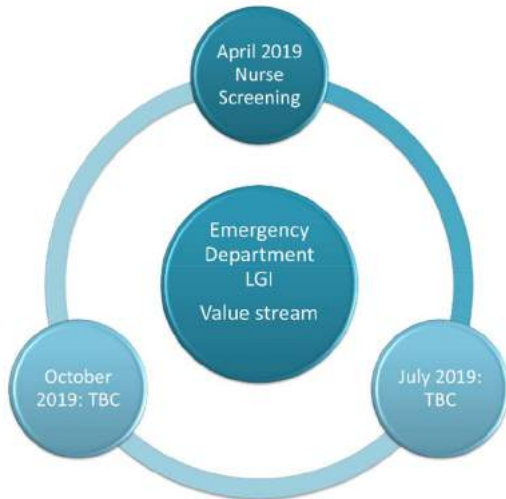 April 2019
Nurse
Screening
Emergency
Department
LGI
Value stream
October
2019: TBC
July 2019:
TBC